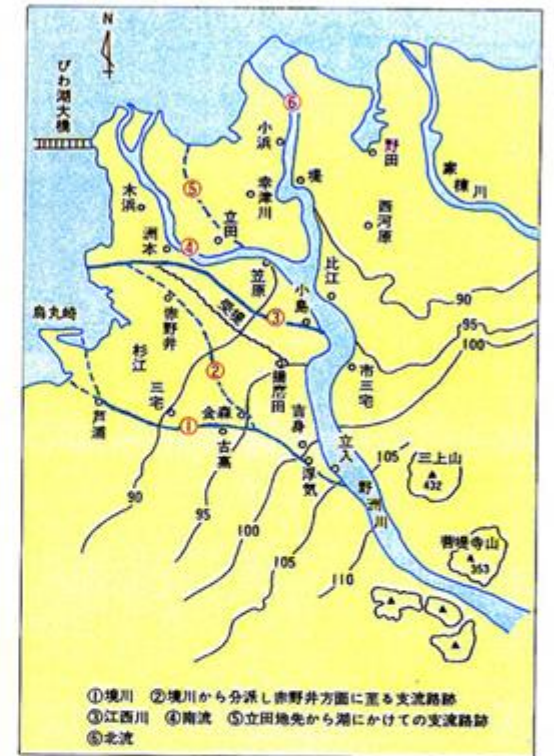 N
びわ湖大橋
⑥
小浜
堤
野田
家棟川
⑤
幸津川
西河原
木浜
立田
洲本
④
笠原
比江
小島
90
95
100
烏丸崎
赤野井
堤境
③
杉江
②
播磨田
市三宅
三宅
金森
吉身
芦浦
①
古高
立入
105
三上山
432
浮気
野洲川
90
95
菩提寺山
353
100
105
110
①境川 ②境川から分派し赤野井方面に至る支流路跡
③江西川 ④南流 ⑤立田地先から湖にかけての支流路跡
⑥北流